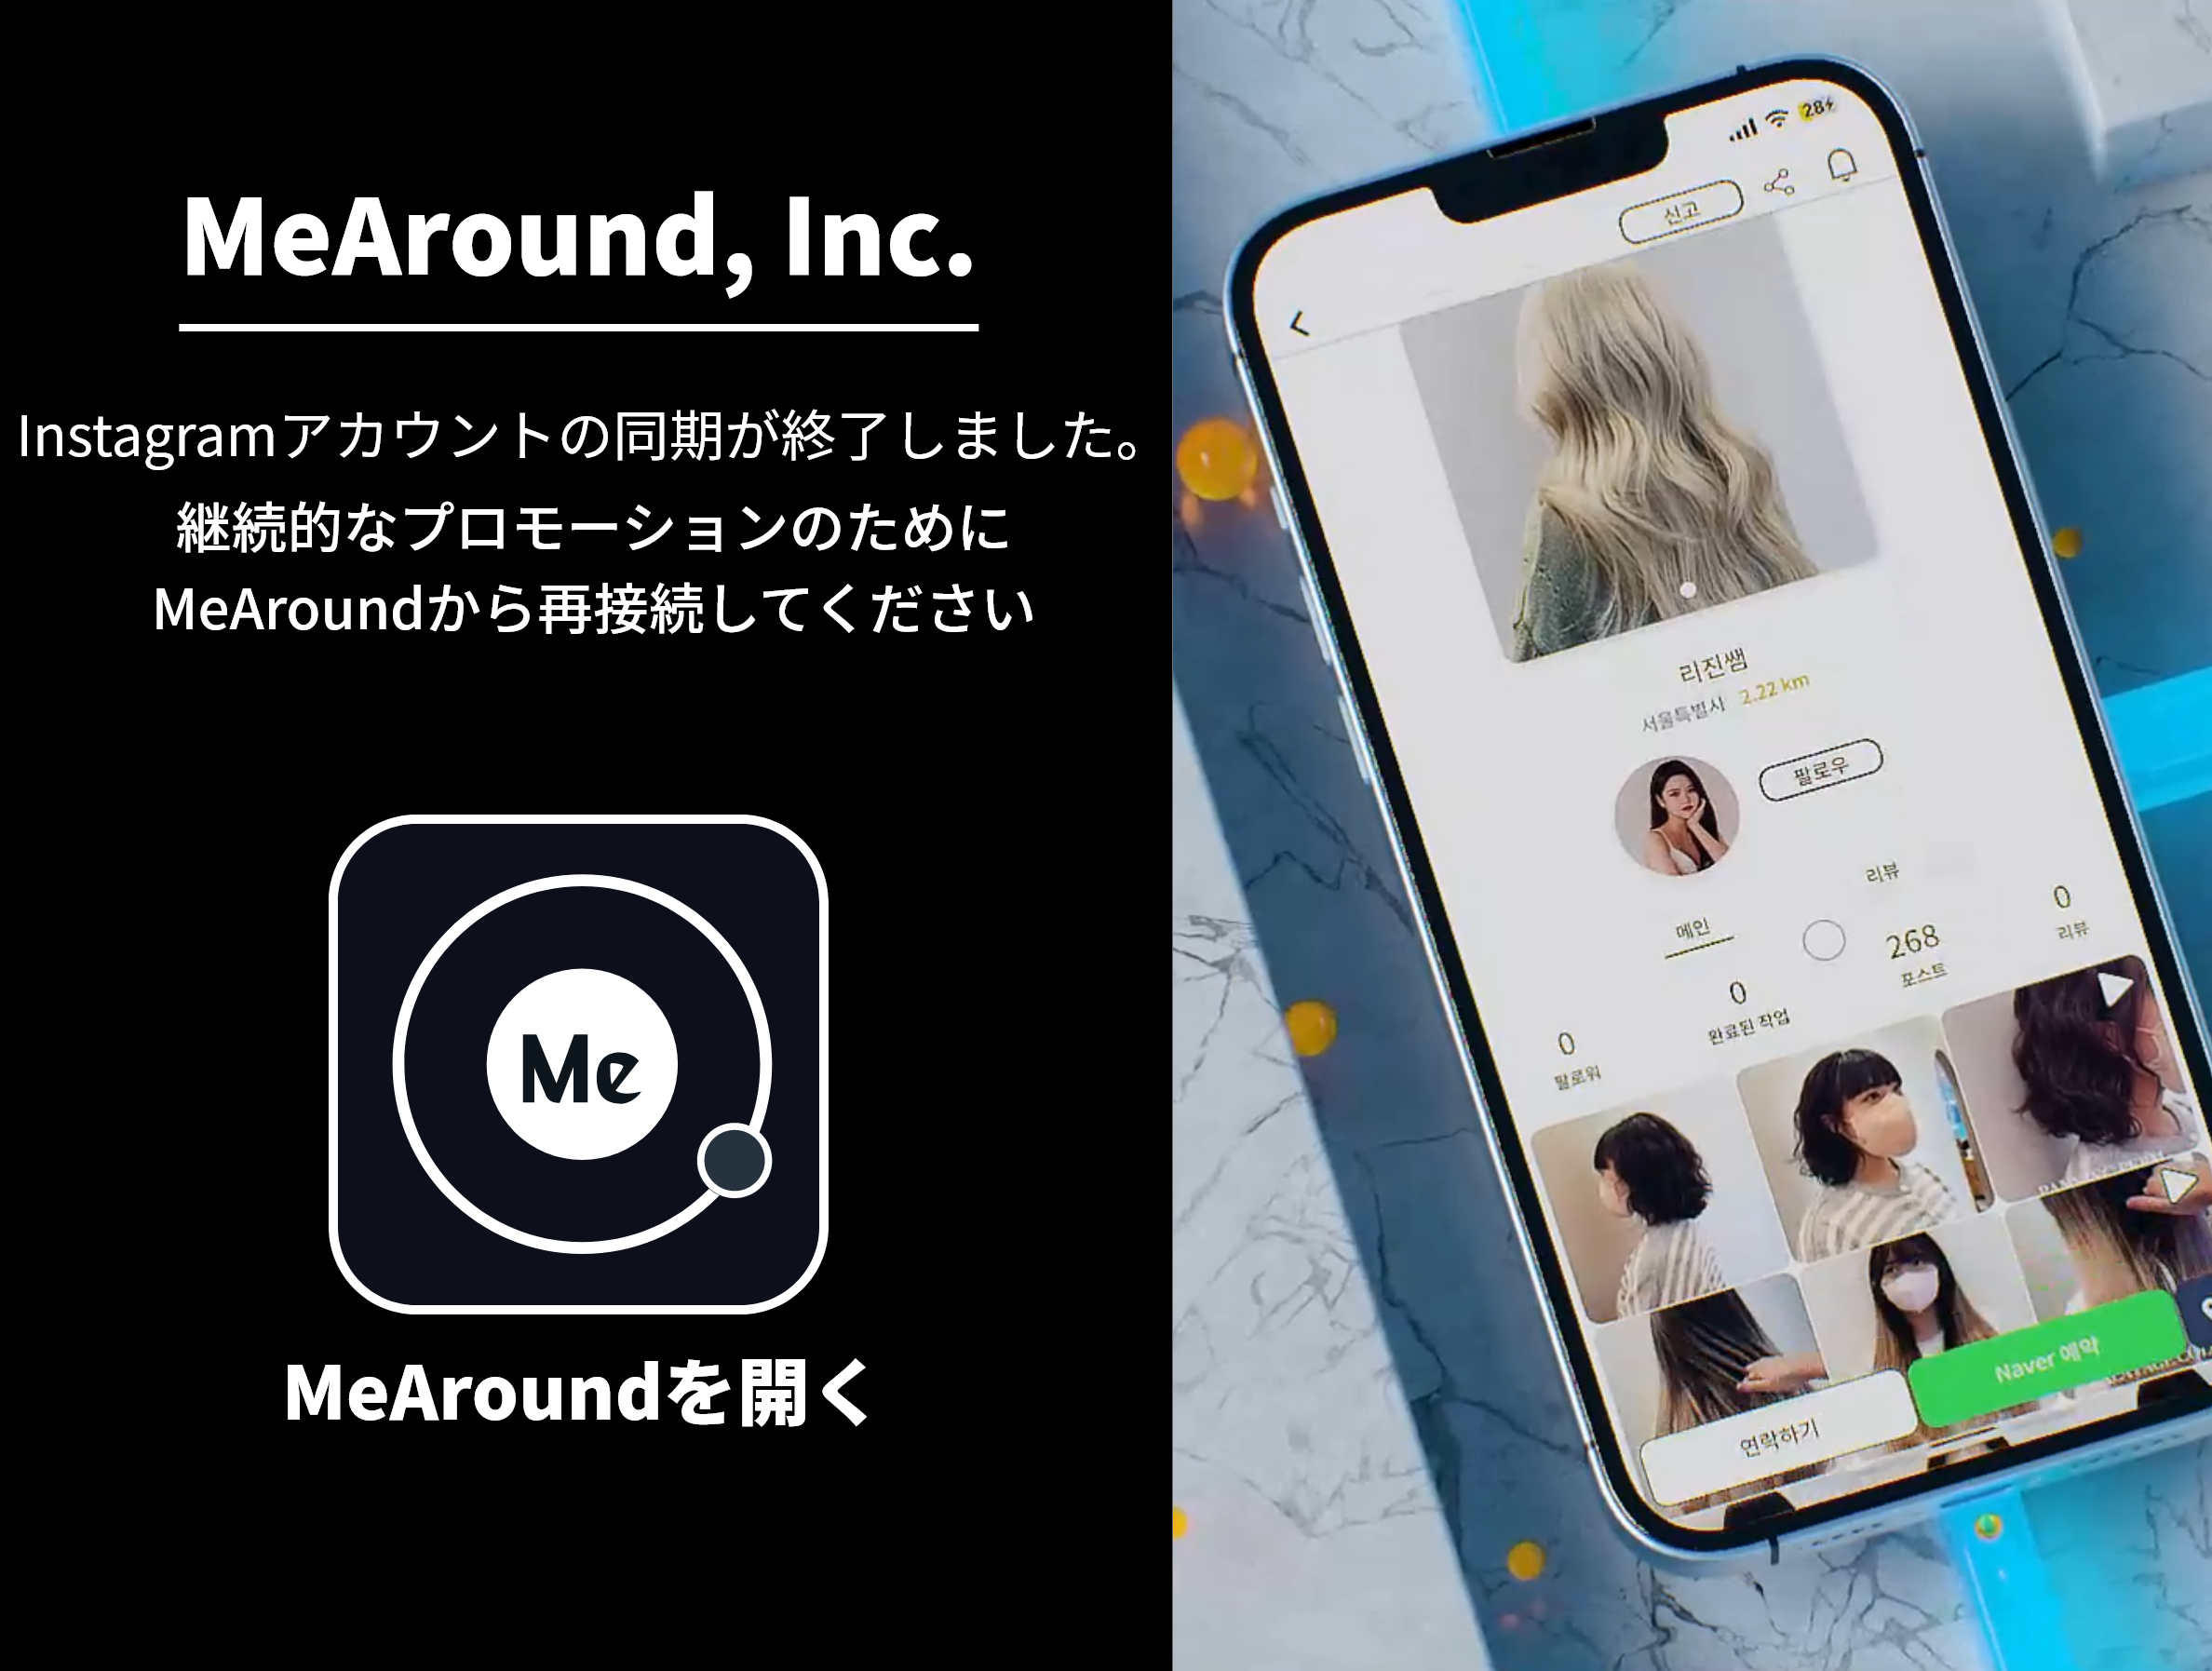 MeAround, Inc.
Instagramアカウントの同期が終了しました。
継続的なプロモーションのために
MeAroundから再接続してください
Me
MeAroundを開く
28
신고
리진쌤
서울특별시 2.22 km
팔로우
메인
리뷰
0
팔로워
0
완료된 작업
268
포스트
0
리뷰
연락하기
Naver 예약